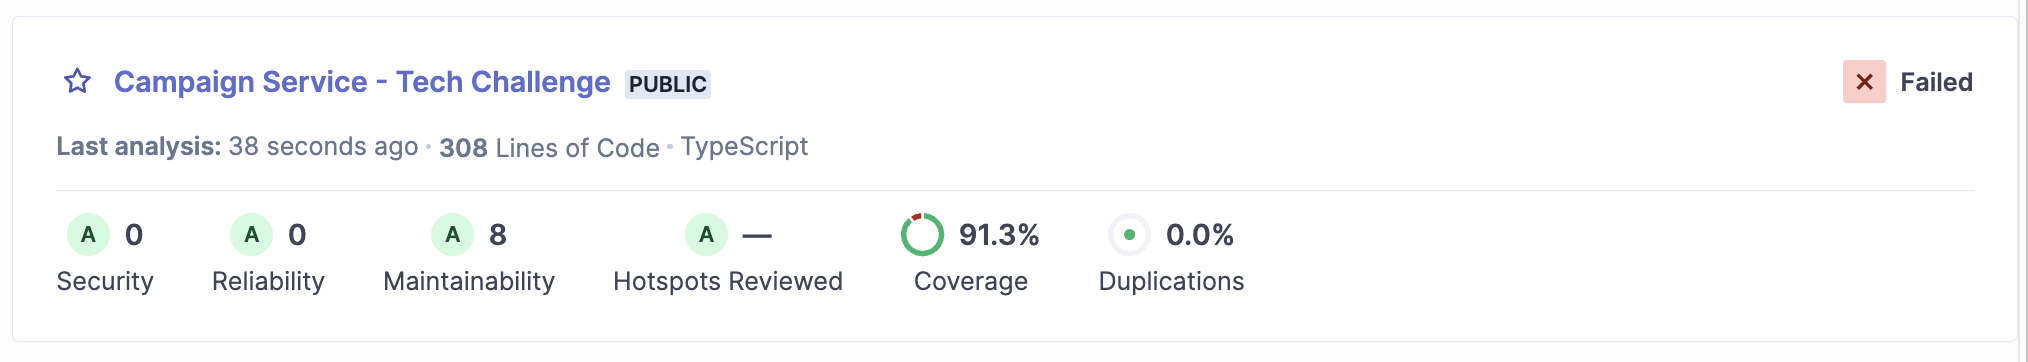 Campaign Service - Tech Challenge PUBLIC
Failed
Last analysis: 38 seconds ago · 308 Lines of Code · TypeScript
A 0
Security
A 0
Reliability
A 8
Maintainability
A —
Hotspots Reviewed
91.3%
Coverage
0.0%
Duplications